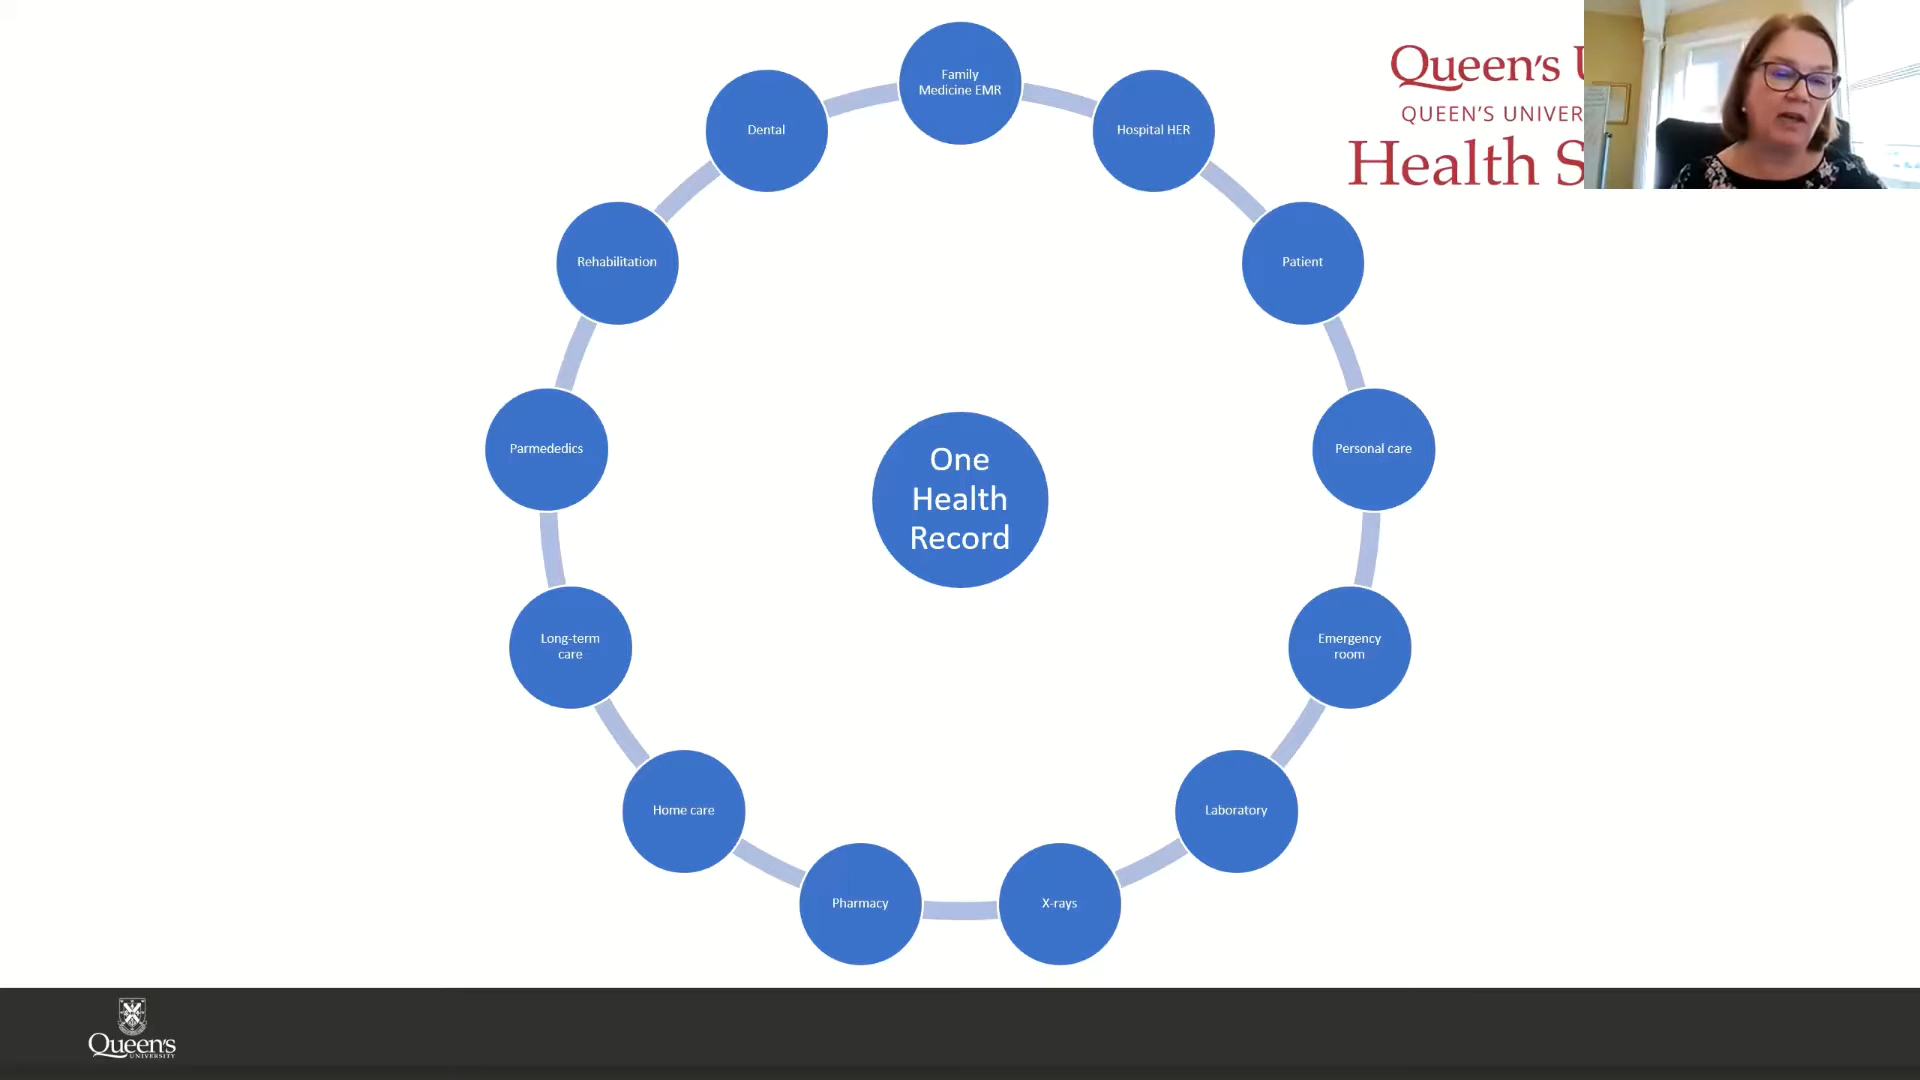 Family
Medicine EMR
Hospital HER
Patient
Personal care
Emergency
room
Laboratory
X-rays
Pharmacy
Home care
Long-term
care
Parmededics
Rehabilitation
Dental
One
Health
Record
Queen's
QUEEN'S
Health
Queen's
UNIVERSITY